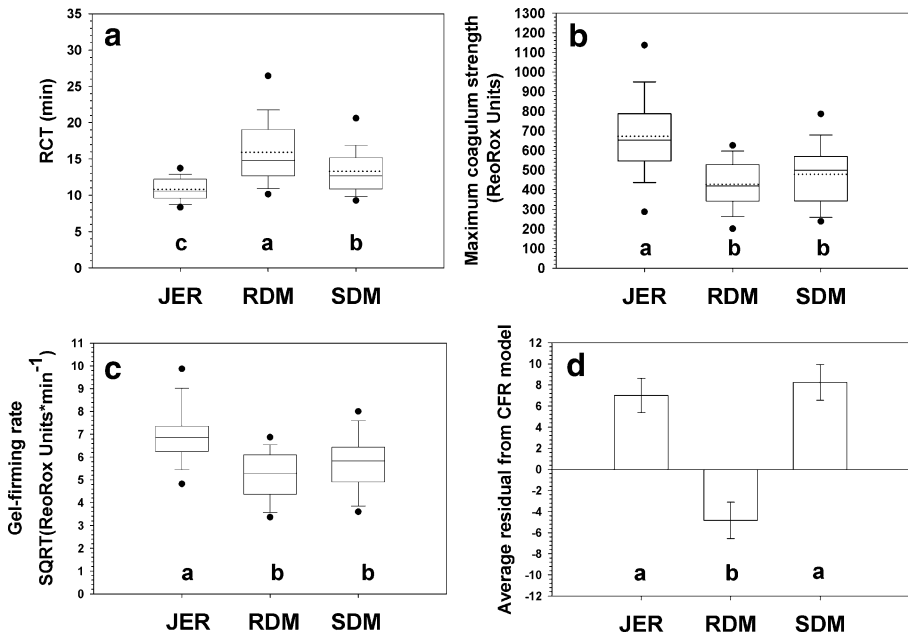 a
RCT (min)
35
30
25
20
15
10
5
0
c
a
b
JER
RDM
SDM
b
Maximum coagulum strength
(ReoRox Units)
1300
1200
1100
1000
900
800
700
600
500
400
300
200
100
0
a
b
b
JER
RDM
SDM
c
Gel-firming rate
SQRT(ReoRox Units*min-1)
11
10
9
8
7
6
5
4
3
2
1
0
a
b
b
JER
RDM
SDM
d
Average residual from CFR model
12
10
8
6
4
2
0
-2
-4
-6
-8
-10
-12
a
b
a
JER
RDM
SDM